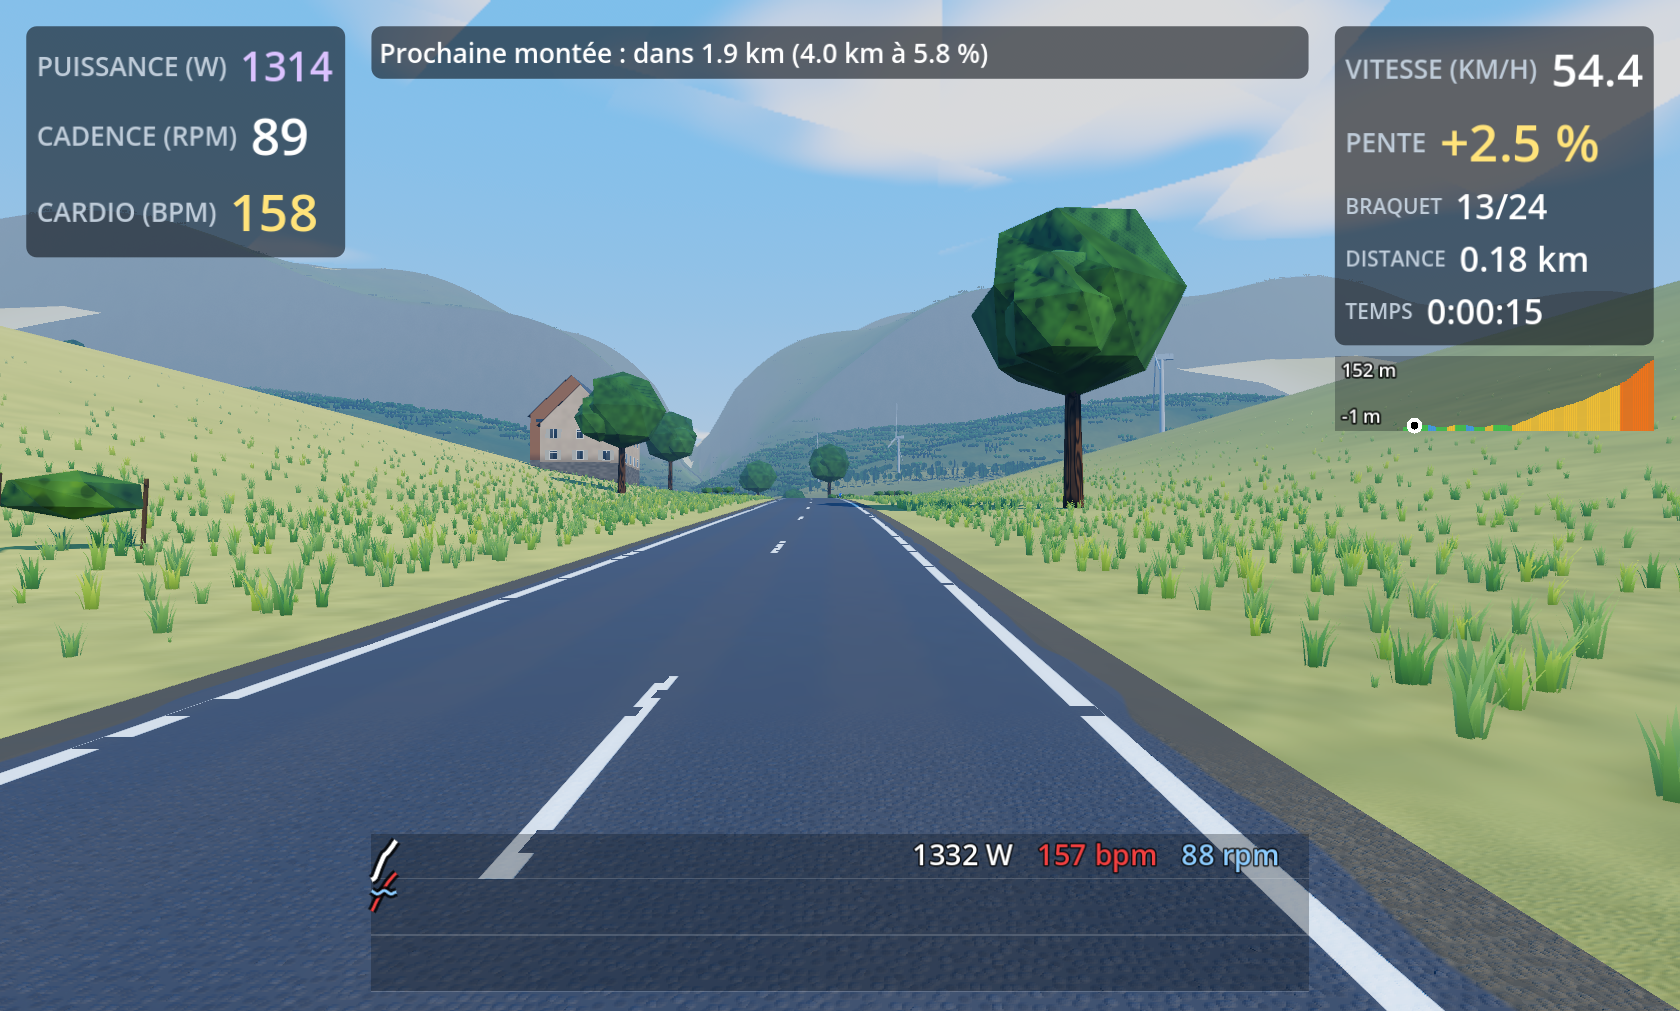 PUISSANCE (W) 1314
CADENCE (RPM) 89
CARDIO (BPM) 158
Prochaine montée : dans 1.9 km (4.0 km à 5.8 %)
VITESSE (KM/H) 54.4
PENTE +2.5 %
BRAQUET 13/24
DISTANCE 0.18 km
TEMPS 0:00:15
152 m
-1 m
1332 W 157 bpm 88 rpm